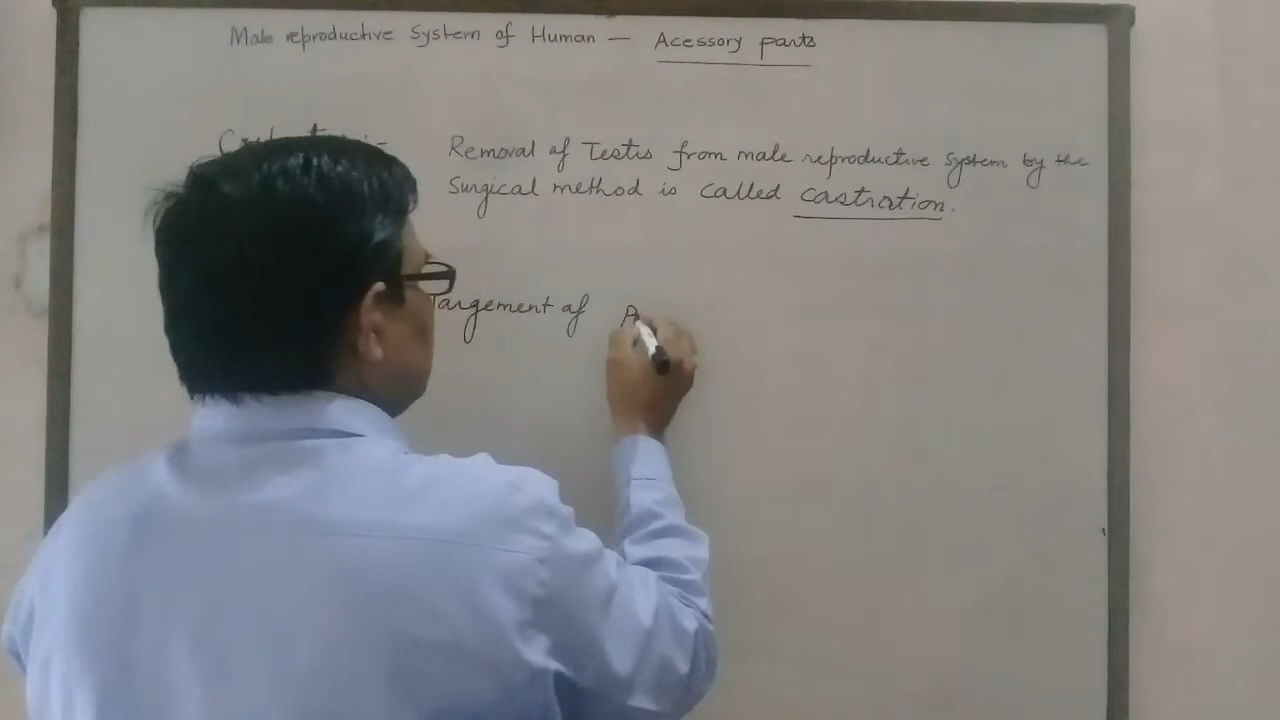 Male reproductive System of Human — Acessory parts
Removal of Testis from male reproductive System by the
Surgical method is called castration.
largement of